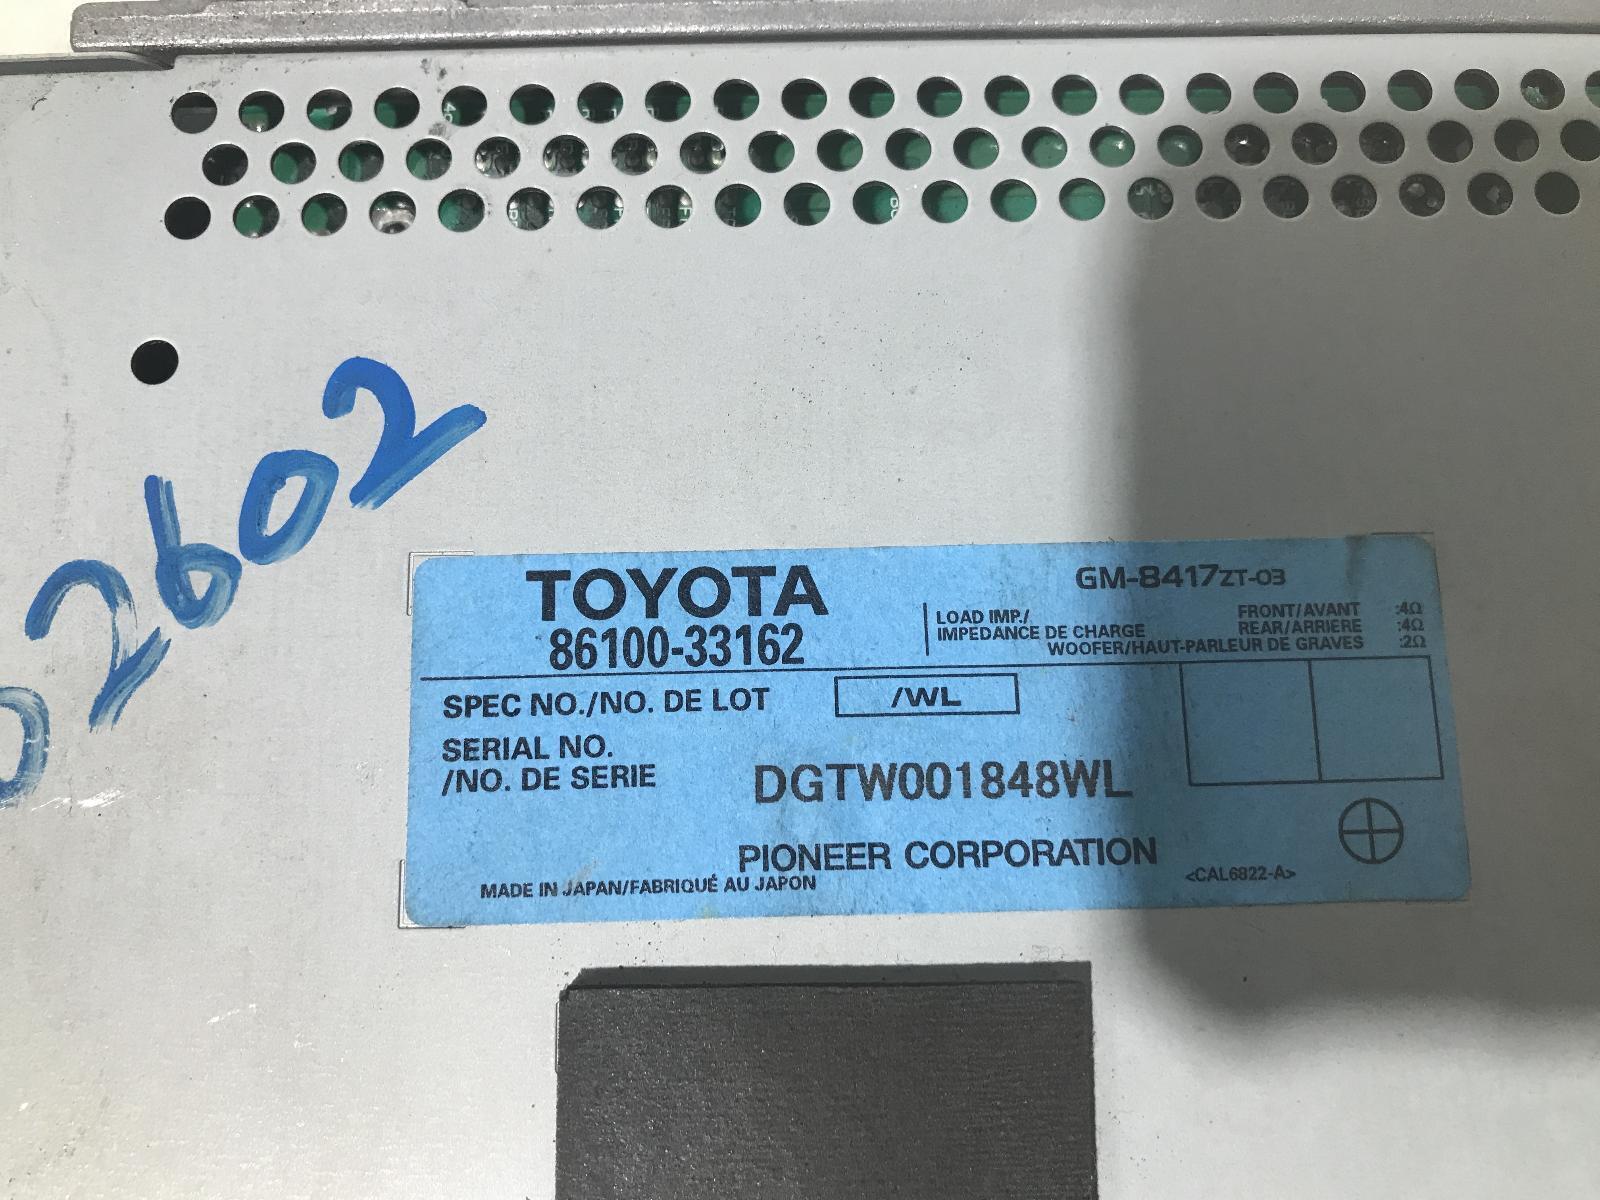 02602
TOYOTA
86100-33162
GM-8417ZT-03
LOAD IMP./
IMPEDANCE DE CHARGE
FRONT/AVANT :4Ω
REAR/ARRIERE :4Ω
WOOFER/HAUT-PARLEUR DE GRAVES :2Ω
SPEC NO./NO. DE LOT /WL
SERIAL NO.
/NO. DE SERIE DGTW001848WL
PIONEER CORPORATION
MADE IN JAPAN/FABRIQUÉ AU JAPON
<CAL6822-A>